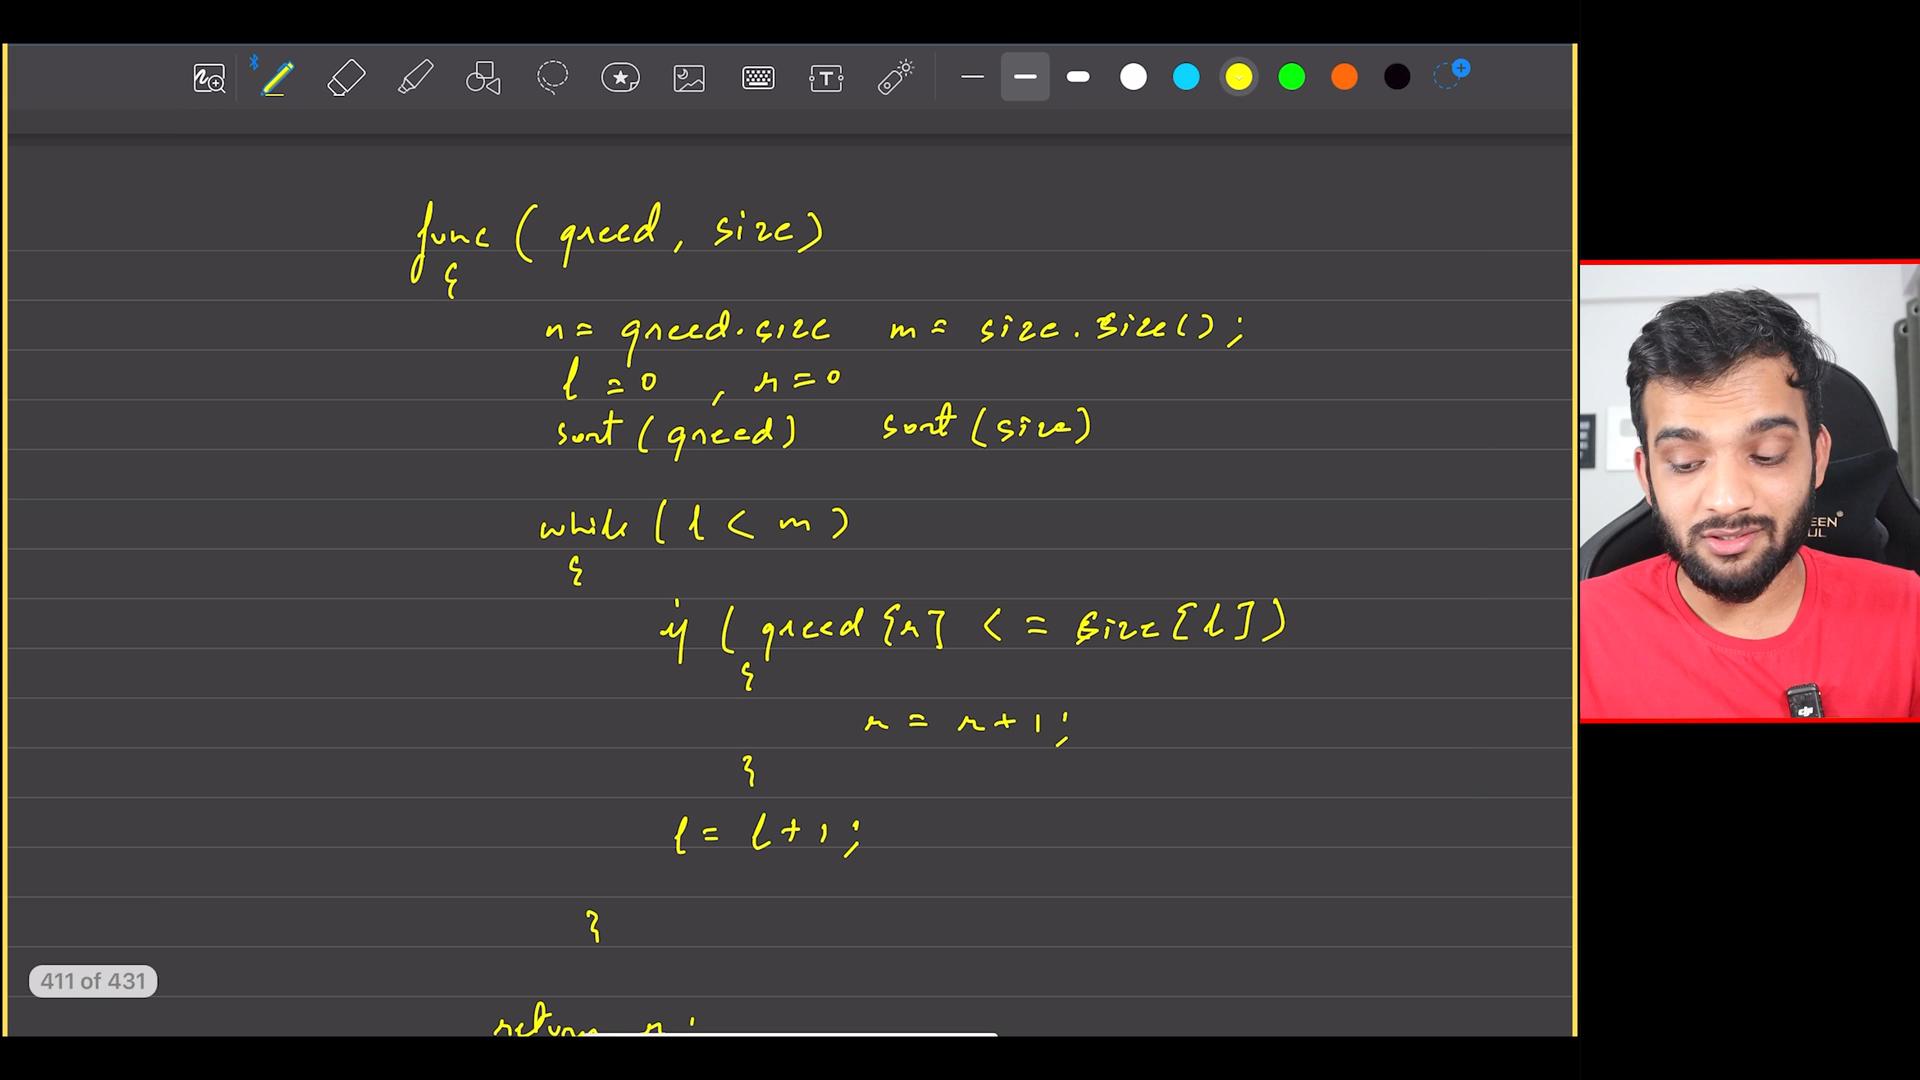 func ( greed, size)
{
n = greed.size m = size.size();
l = 0 , r = 0
sort(greed) sort(size)
while ( l < m )
{
if ( greed[r] <= size[l])
{
r = r + 1;
}
l = l + 1;
}
return r;
411 of 431
T